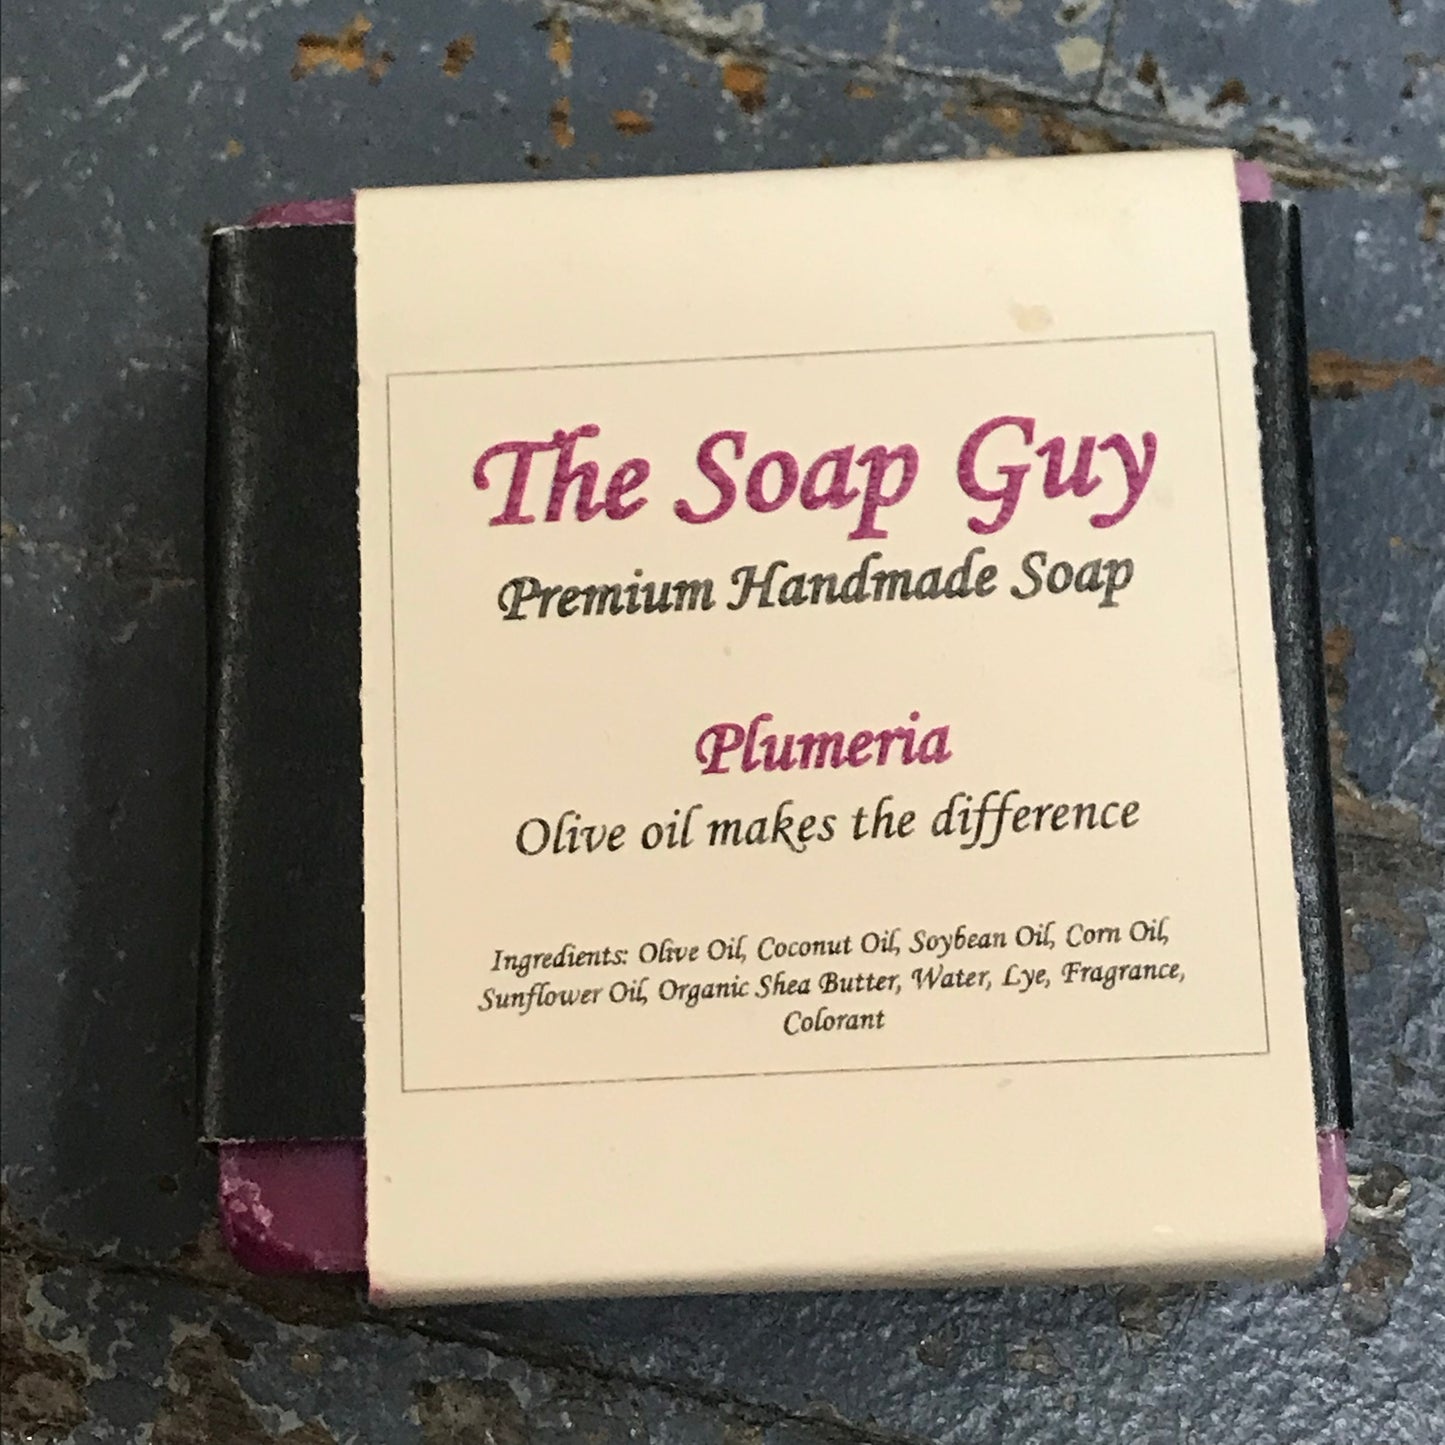 The Soap Guy
Premium Handmade Soap
Plumeria
Olive oil makes the difference
Ingredients: Olive Oil, Coconut Oil, Soybean Oil, Corn Oil,
Sunflower Oil, Organic Shea Butter, Water, Lye, Fragrance,
Colorant